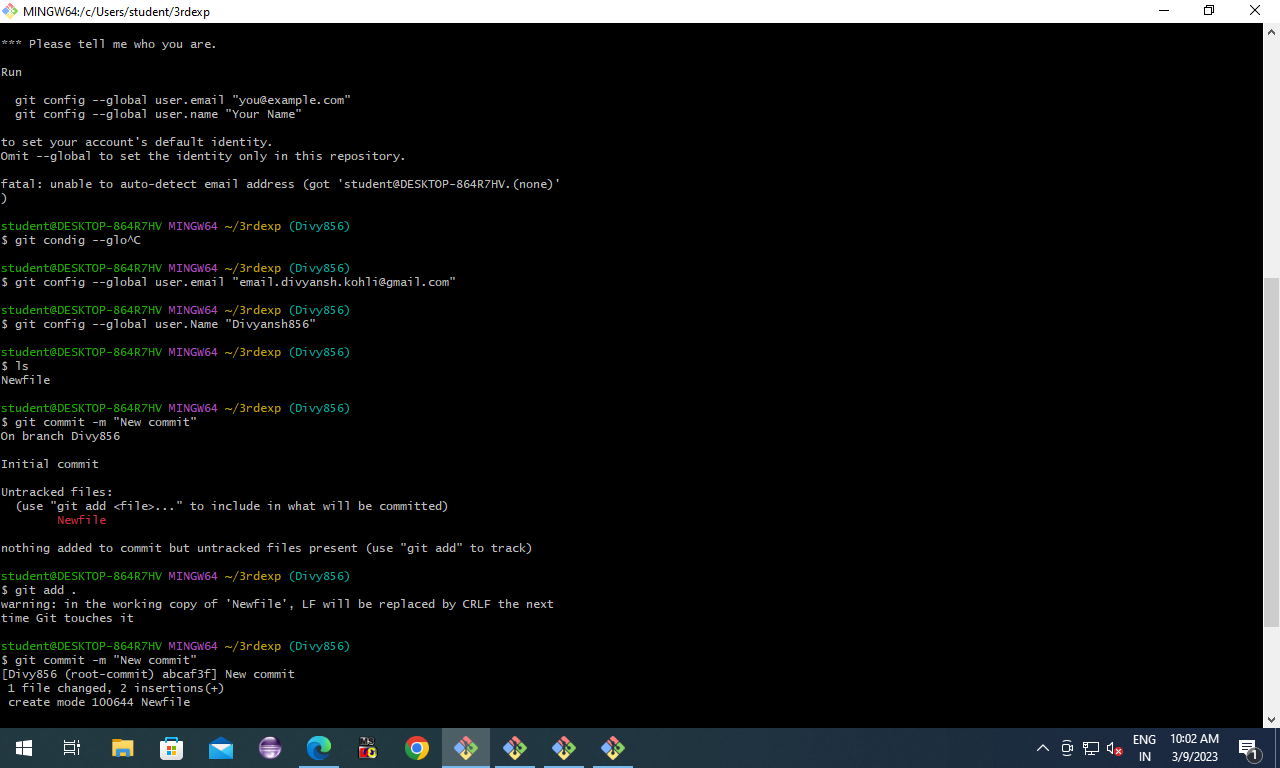 MINGW64:/c/Users/student/3rdexp
*** Please tell me who you are.
Run
git config --global user.email "you@example.com"
git config --global user.name "Your Name"
to set your account's default identity.
Omit --global to set the identity only in this repository.
fatal: unable to auto-detect email address (got 'student@DESKTOP-864R7HV.(none)'
)
student@DESKTOP-864R7HV MINGW64 ~/3rdexp (Divy856)
$ git condig --glo^C
student@DESKTOP-864R7HV MINGW64 ~/3rdexp (Divy856)
$ git config --global user.email "email.divyansh.kohli@gmail.com"
student@DESKTOP-864R7HV MINGW64 ~/3rdexp (Divy856)
$ git config --global user.Name "Divyansh856"
student@DESKTOP-864R7HV MINGW64 ~/3rdexp (Divy856)
$ ls
Newfile
student@DESKTOP-864R7HV MINGW64 ~/3rdexp (Divy856)
$ git commit -m "New commit"
On branch Divy856
Initial commit
Untracked files:
(use "git add <file>..." to include in what will be committed)
Newfile
nothing added to commit but untracked files present (use "git add" to track)
student@DESKTOP-864R7HV MINGW64 ~/3rdexp (Divy856)
$ git add .
warning: in the working copy of 'Newfile', LF will be replaced by CRLF the next
time Git touches it
student@DESKTOP-864R7HV MINGW64 ~/3rdexp (Divy856)
$ git commit -m "New commit"
[Divy856 (root-commit) abcaf3f] New commit
1 file changed, 2 insertions(+)
create mode 100644 Newfile
ENG
IN
10:02 AM
3/9/2023
1